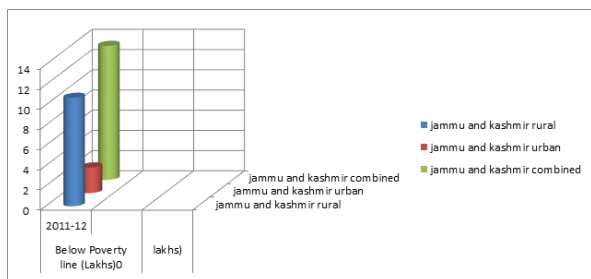 14
12
10
8
6
4
2
0
jammu and kashmir combined
jammu and kashmir urban
jammu and kashmir rural
2011-12
Below Poverty
line (Lakhs)0
lakhs)
jammu and kashmir rural
jammu and kashmir urban
jammu and kashmir combined